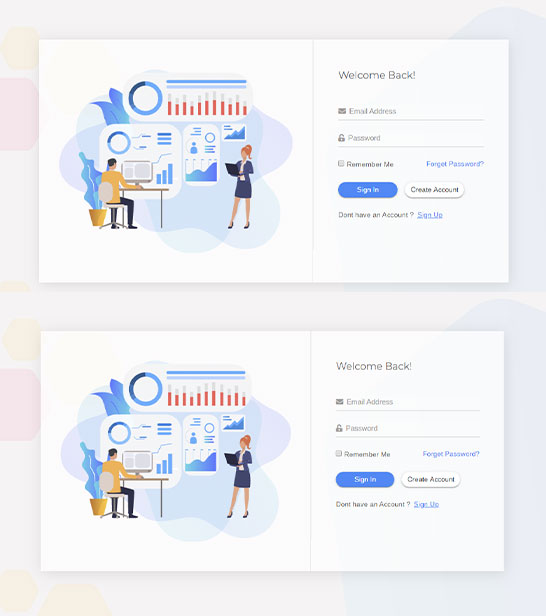 Welcome Back!
Email Address
Password
Remember Me Forget Password?
Sign In Create Account
Dont have an Account ? Sign Up
Welcome Back!
Email Address
Password
Remember Me Forget Password?
Sign In Create Account
Dont have an Account ? Sign Up